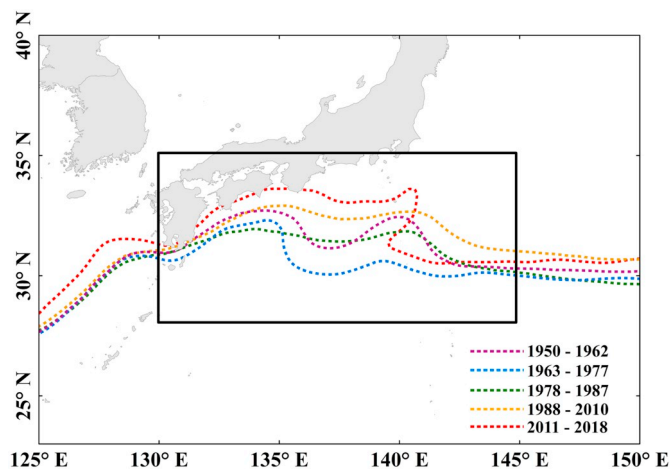 40° N
35° N
30° N
25° N
1950 - 1962
1963 - 1977
1978 - 1987
1988 - 2010
2011 - 2018
125° E 130° E 135° E 140° E 145° E 150° E